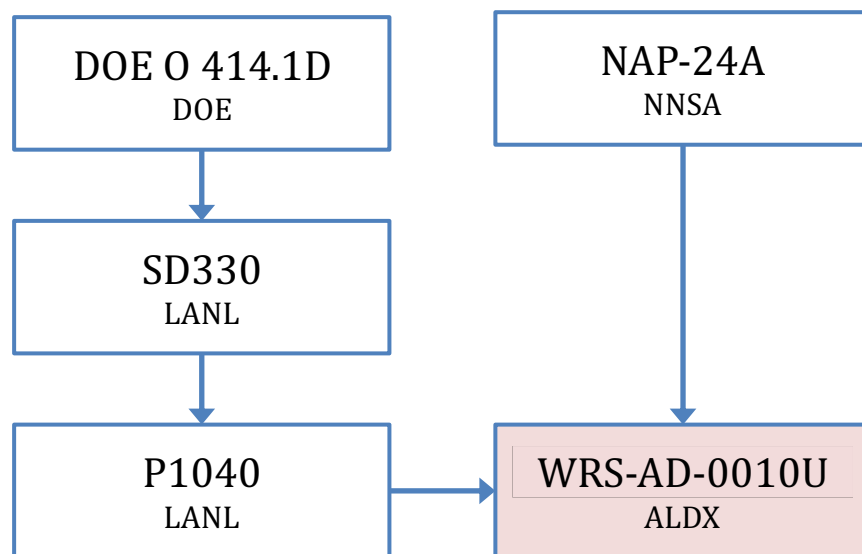 DOE O 414.1D
DOE
NAP-24A
NNSA
SD330
LANL
P1040
LANL
WRS-AD-0010U
ALDX